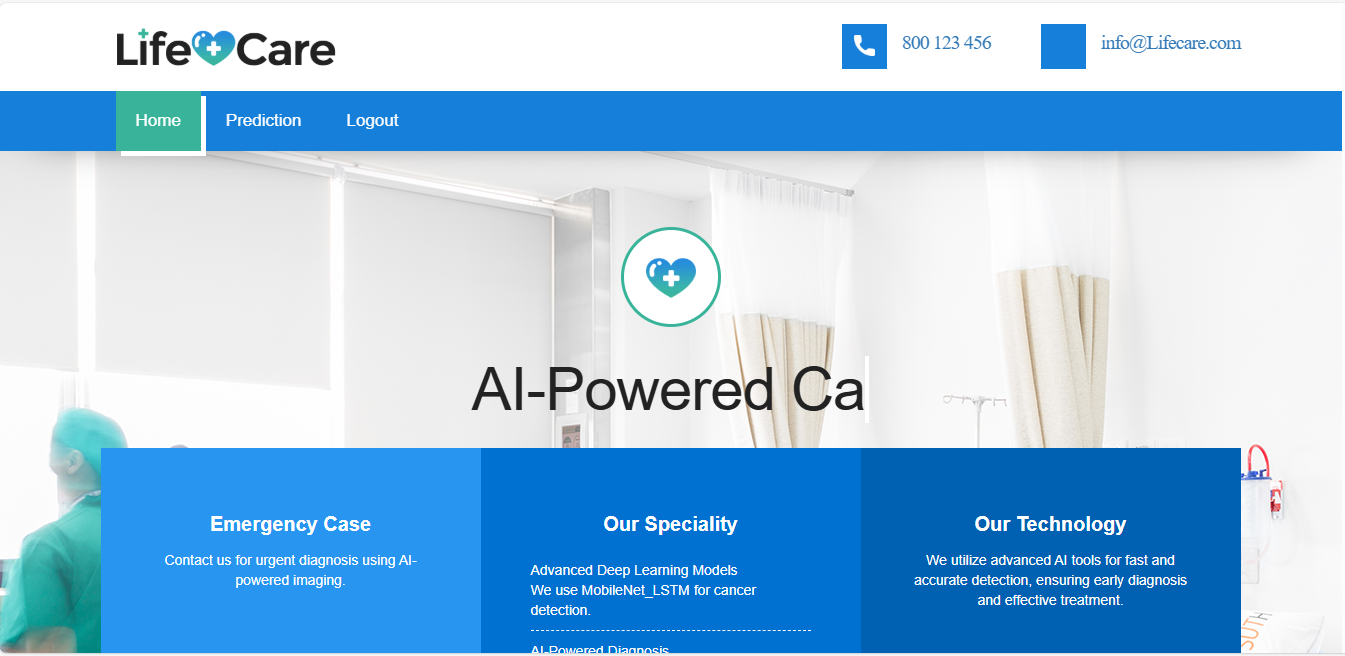 Life Care
800 123 456
info@Lifecare.com
Home
Prediction
Logout
AI-Powered Ca
Emergency Case
Contact us for urgent diagnosis using AI-
powered imaging.
Our Speciality
Advanced Deep Learning Models
We use MobileNet_LSTM for cancer
detection.
AI-Powered Diagnosis
Our Technology
We utilize advanced AI tools for fast and
accurate detection, ensuring early diagnosis
and effective treatment.
SUTH